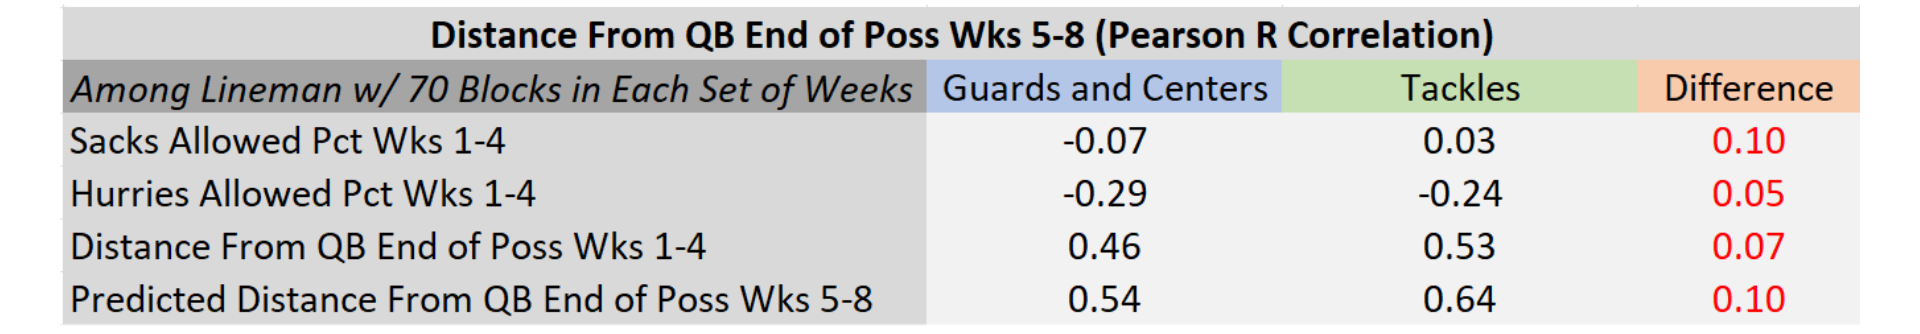 Distance From QB End of Poss Wks 5-8 (Pearson R Correlation)
Among Lineman w/ 70 Blocks in Each Set of Weeks Guards and Centers Tackles Difference
Sacks Allowed Pct Wks 1-4 -0.07 0.03 0.10
Hurries Allowed Pct Wks 1-4 -0.29 -0.24 0.05
Distance From QB End of Poss Wks 1-4 0.46 0.53 0.07
Predicted Distance From QB End of Poss Wks 5-8 0.54 0.64 0.10